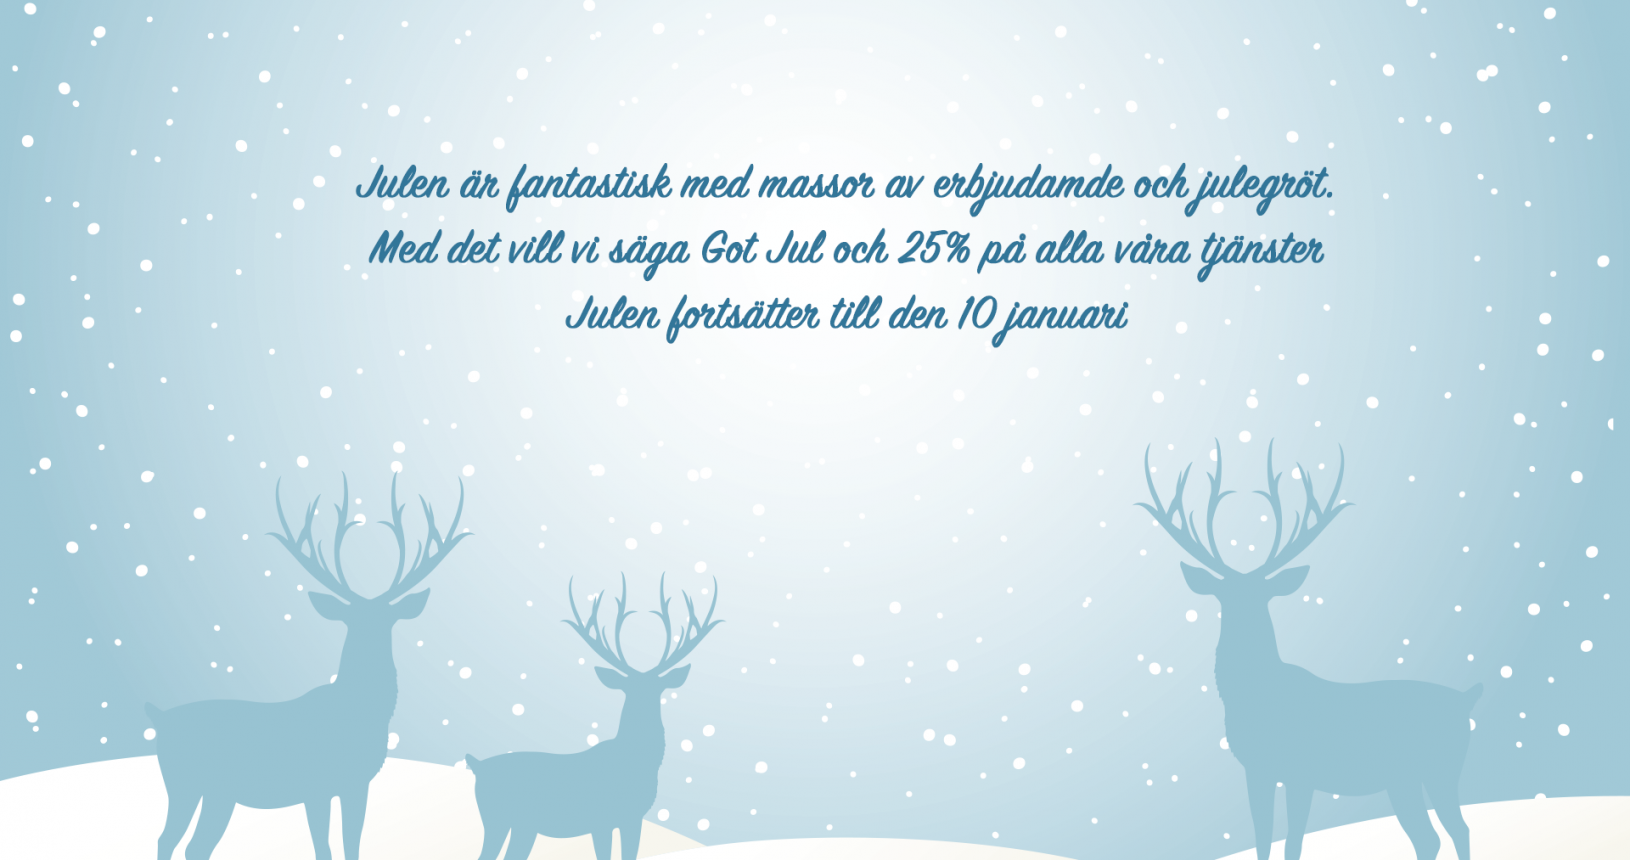 Julen är fantastisk med massor av erbjudamde och julegröt.
Med det vill vi säga Got Jul och 25% på alla våra tjänster
Julen fortsätter till den 10 januari